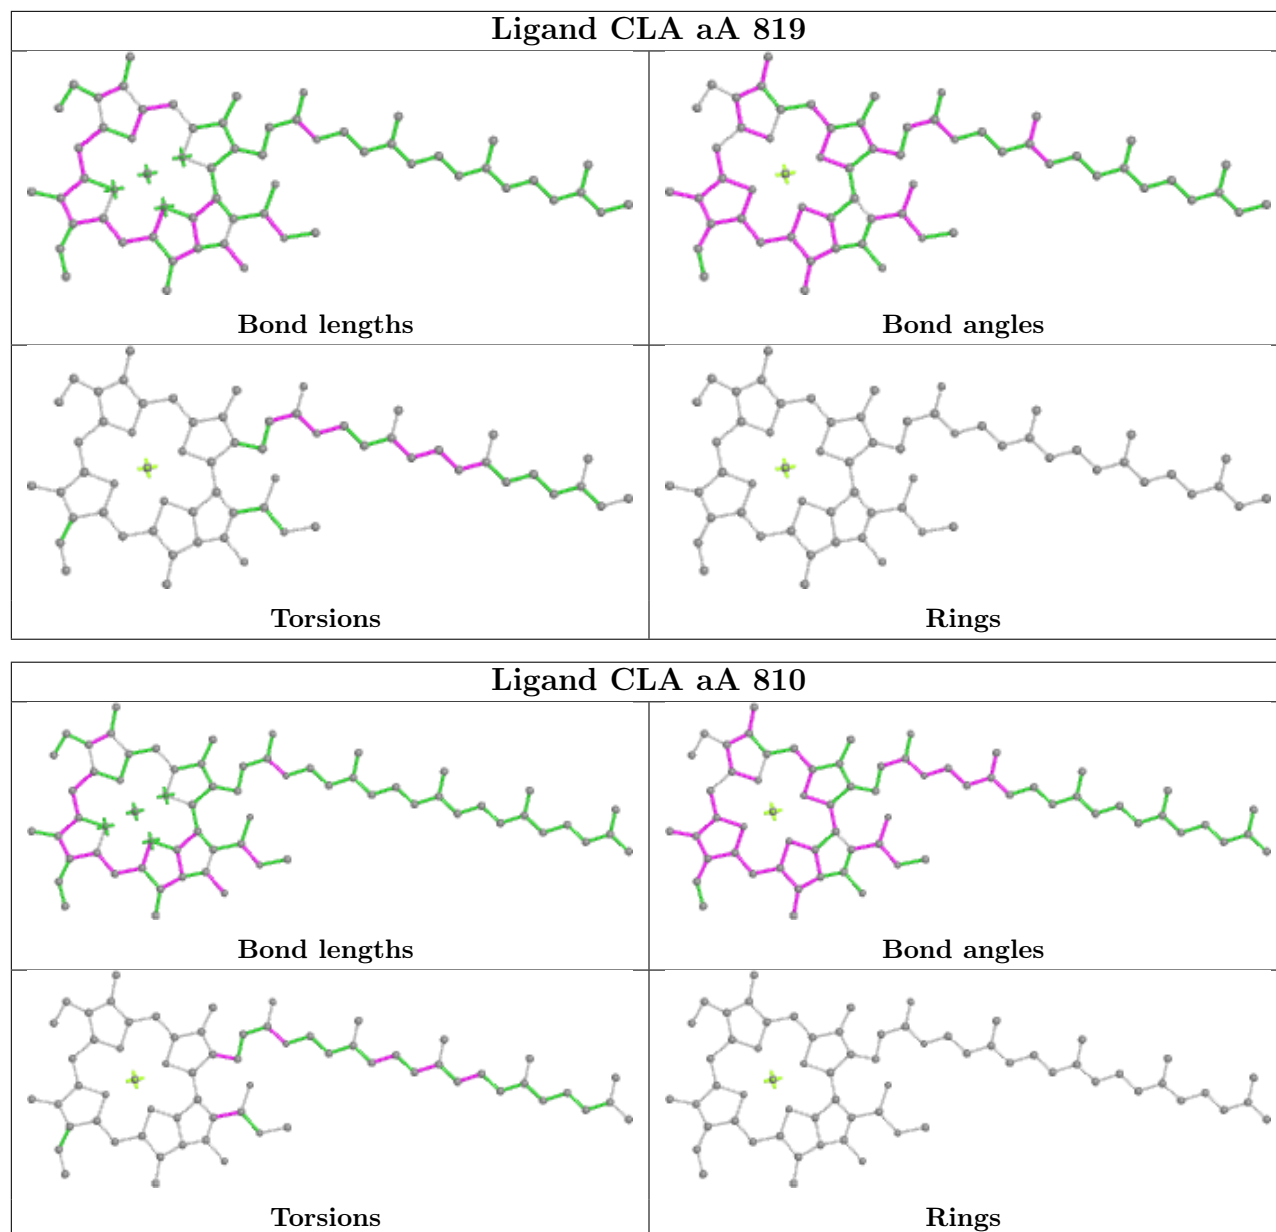 Ligand CLA aA 819
Bond lengths
Bond angles
Torsions
Rings
Ligand CLA aA 810
Bond lengths
Bond angles
Torsions
Rings